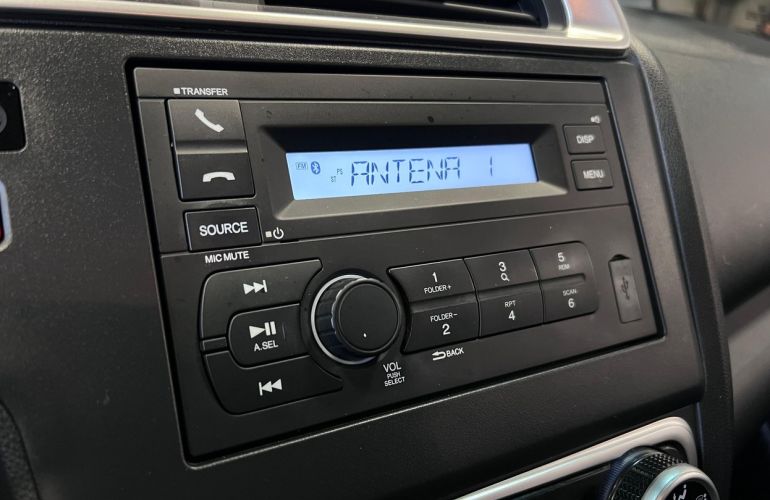 TRANSFER
DISP
MENU
FM ST PS ANTENA 1
SOURCE
MIC MUTE
A.SEL
VOL
PUSH
SELECT
1
FOLDER+
3
5
RDM
FOLDER-
2
RPT
4
SCAN
6
BACK